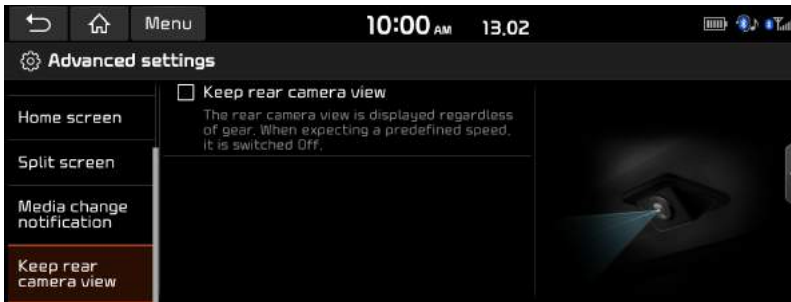 Menu 10:00 AM 13.02
Advanced settings
Home screen
Split screen
Media change
notification
Keep rear
camera view
Keep rear camera view
The rear camera view is displayed regardless
of gear. When expecting a predefined speed,
it is switched Off.